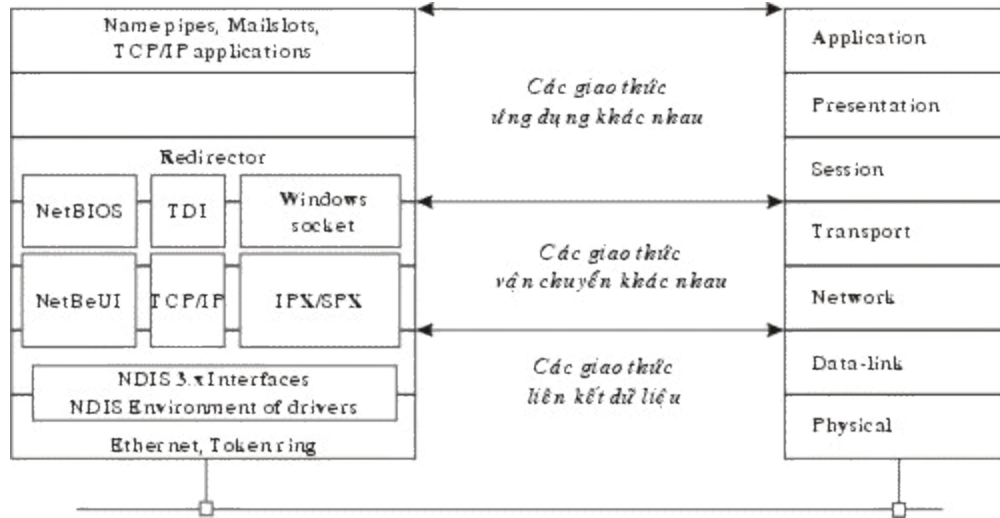 Name pipes, Mailslots,
TCP/IP applications
Redirector
NetBIOS
TDI
Windows
socket
NetBeUI
TCP/IP
IPX/SPX
NDIS 3.x Interfaces
NDIS Environment of drivers
Ethernet, Token ring
Các giao thức
ứng dụng khác nhau
Các giao thức
vận chuyển khác nhau
Các giao thức
liên kết dữ liệu
Application
Presentation
Session
Transport
Network
Data-link
Physical